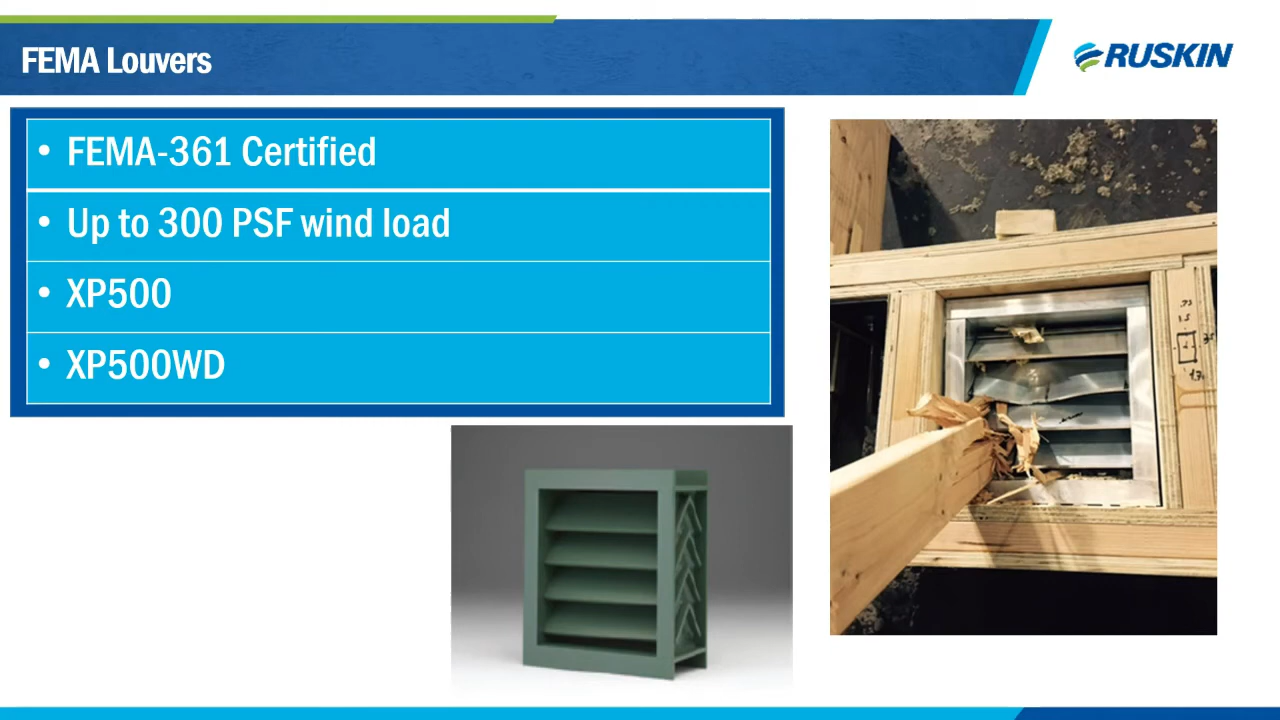 FEMA Louvers
RUSKIN
• FEMA-361 Certified
• Up to 300 PSF wind load
• XP500
• XP500WD